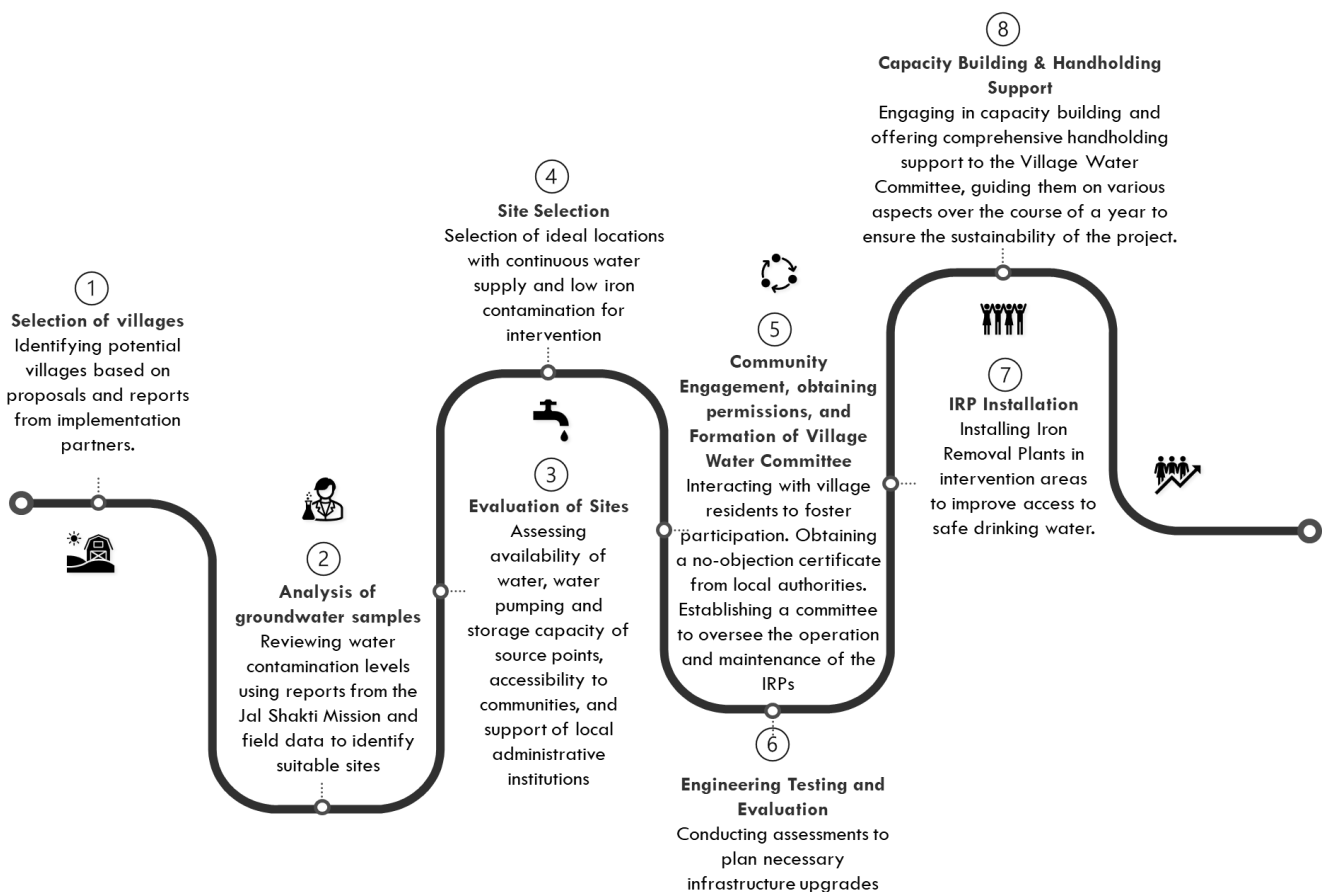 1
Selection of villages
Identifying potential
villages based on
proposals and reports
from implementation
partners.
2
Analysis of
groundwater samples
Reviewing water
contamination levels
using reports from the
Jal Shakti Mission and
field data to identify
suitable sites
3
Evaluation of Sites
Assessing
availability of
water, water
pumping and
storage capacity of
source points,
accessibility to
communities, and
support of local
administrative
institutions
4
Site Selection
Selection of ideal locations
with continuous water
supply and low iron
contamination for
intervention
5
Community
Engagement, obtaining
permissions, and
Formation of Village
Water Committee
Interacting with village
residents to foster
participation. Obtaining
a no-objection certificate
from local authorities.
Establishing a committee
to oversee the operation
and maintenance of the
IRPs
6
Engineering Testing and
Evaluation
Conducting assessments to
plan necessary
infrastructure upgrades
7
IRP Installation
Installing Iron
Removal Plants in
intervention areas
to improve access to
safe drinking water.
8
Capacity Building & Handholding
Support
Engaging in capacity building and
offering comprehensive handholding
support to the Village Water
Committee, guiding them on various
aspects over the course of a year to
ensure the sustainability of the project.